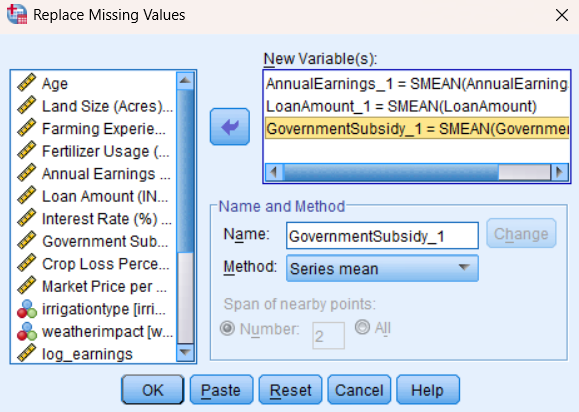 Replace Missing Values
New Variable(s):
Age
Land Size (Acres)...
Farming Experie...
Fertilizer Usage (...
Annual Earnings ...
Loan Amount (IN...
Interest Rate (%) ...
Government Sub...
Crop Loss Perce...
Market Price per ...
irrigationtype [irri...
weatherimpact [w...
log_earnings
AnnualEarnings_1 = SMEAN(AnnualEarning
LoanAmount_1 = SMEAN(LoanAmount)
GovernmentSubsidy_1 = SMEAN(Governme
Name and Method
Name: GovernmentSubsidy_1 Change
Method: Series mean
Span of nearby points:
Number: 2 All
OK Paste Reset Cancel Help